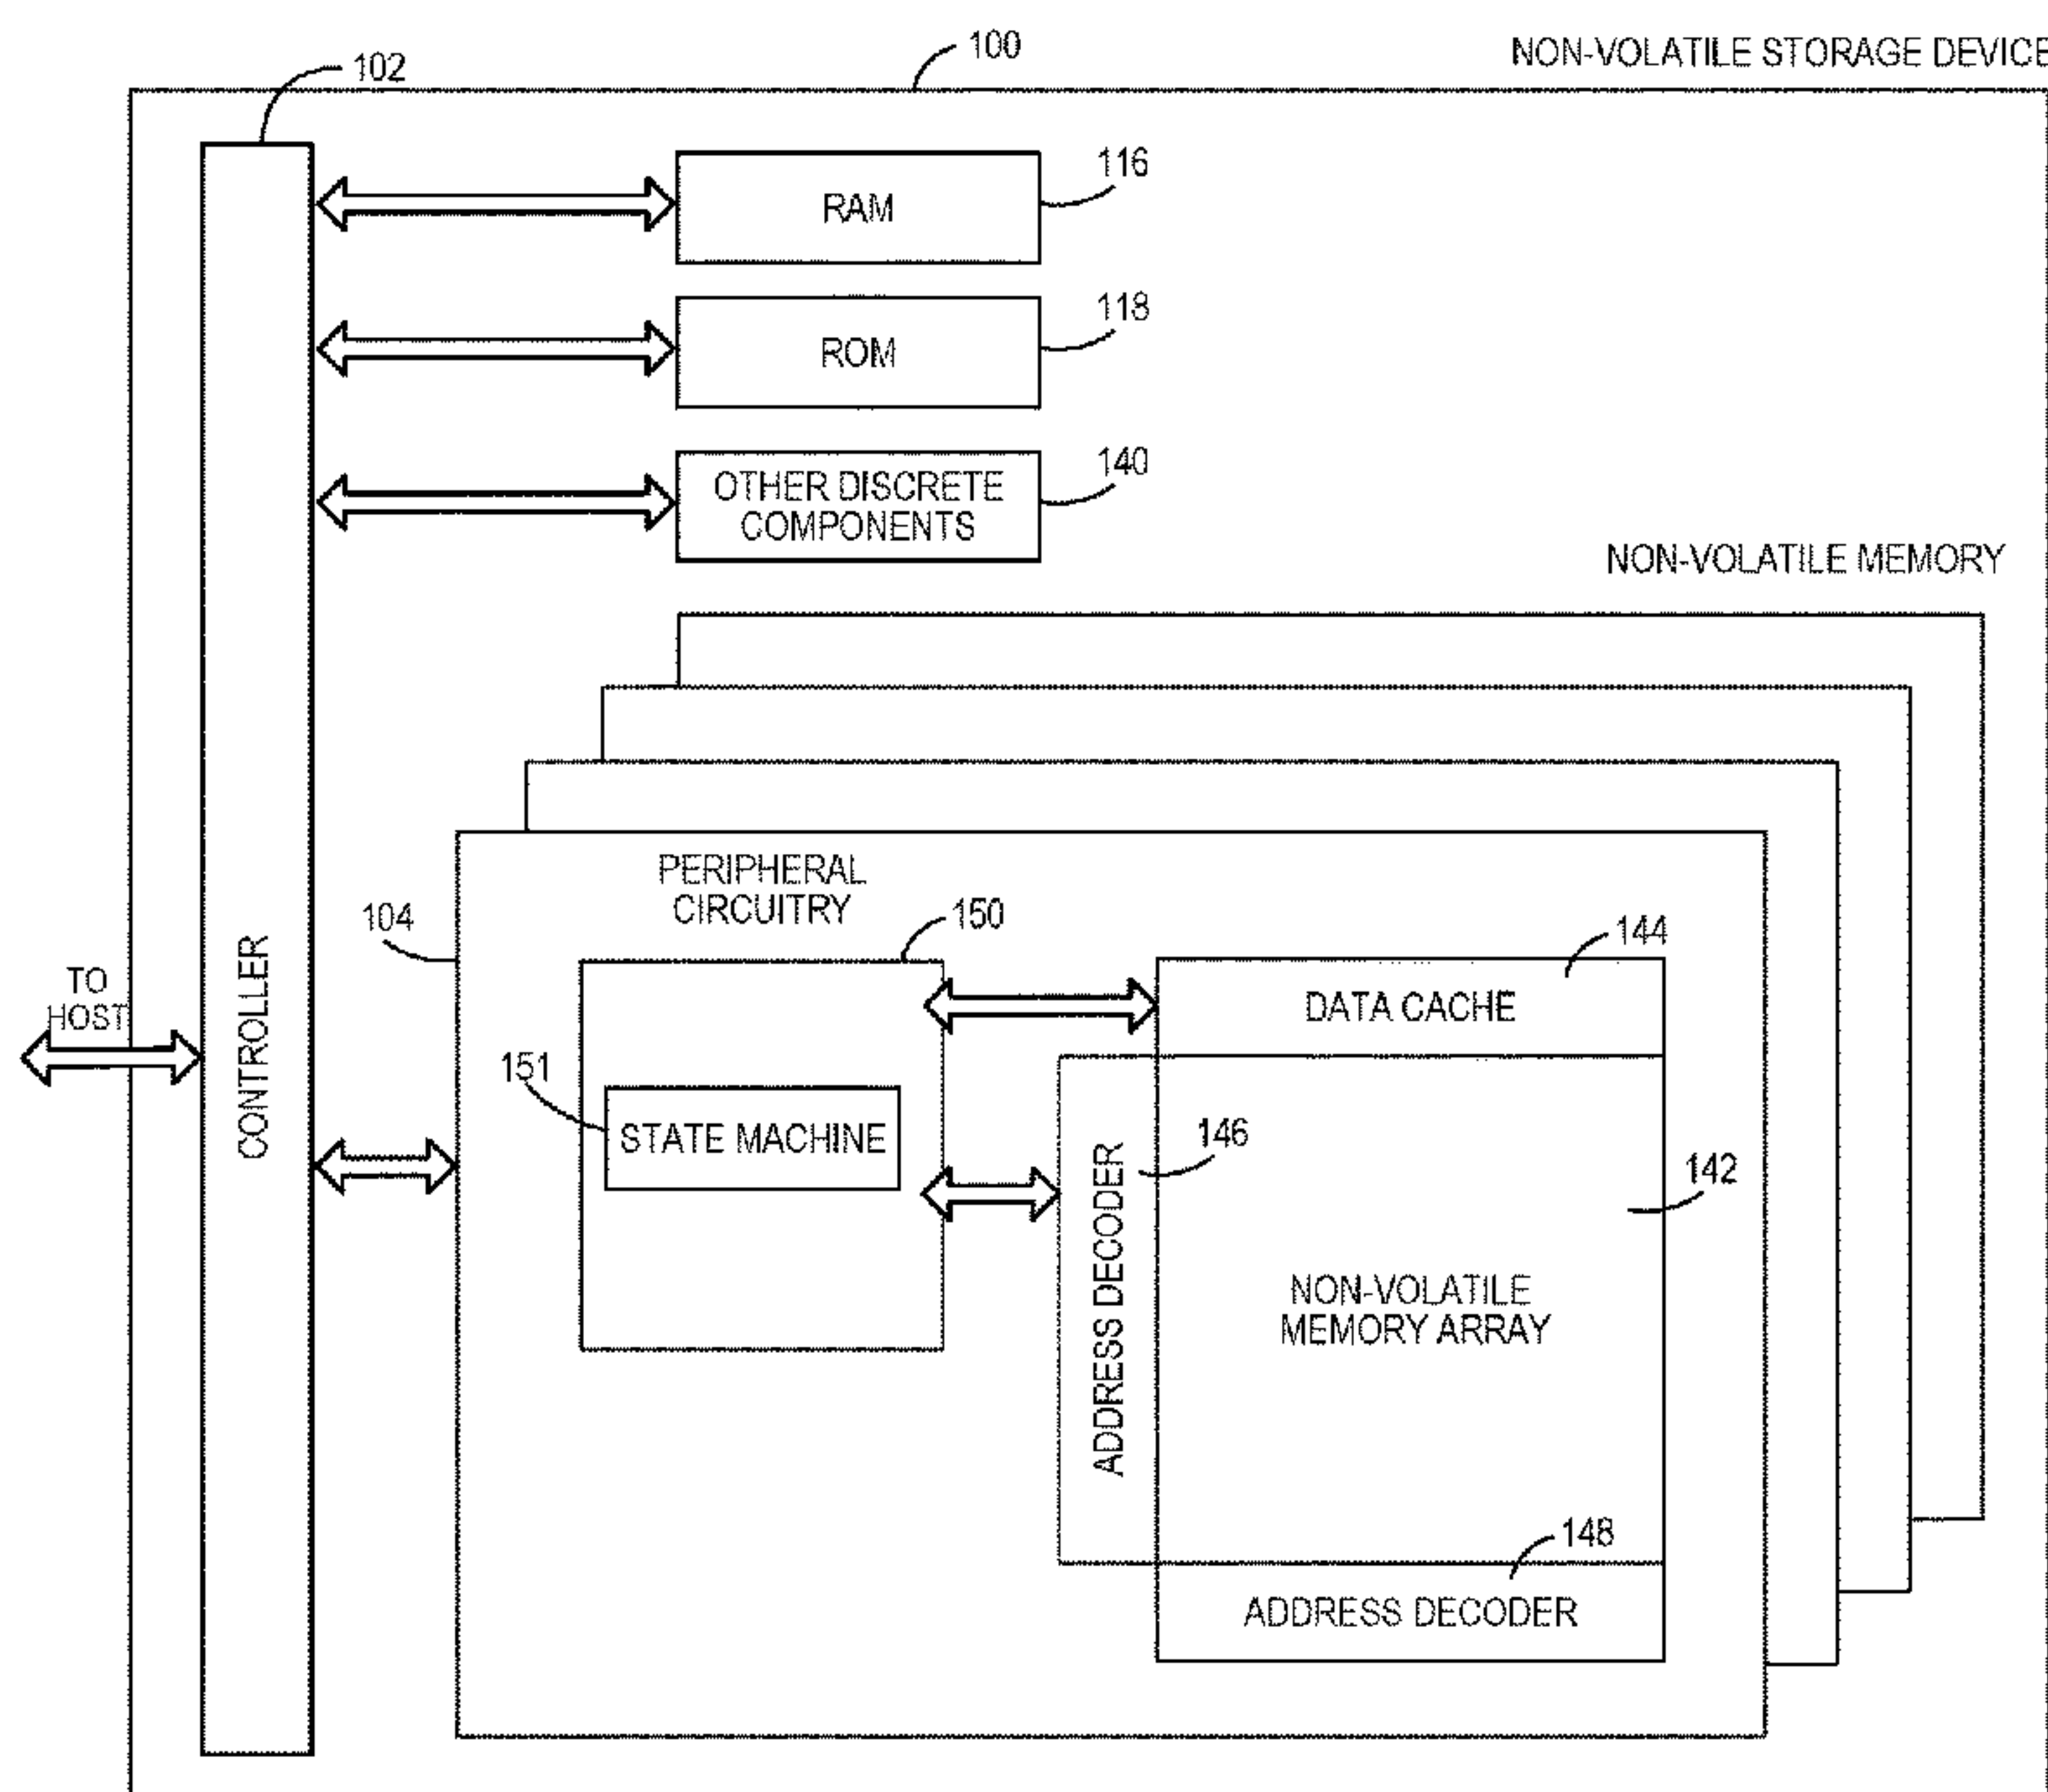 100
NON-VOLATILE STORAGE DEVICE
102
116
RAM
118
ROM
140
OTHER DISCRETE
COMPONENTS
NON-VOLATILE MEMORY
PERIPHERAL
CIRCUITRY
104
150
144
TO
HOST
CONTROLLER
DATA CACHE
151
STATE MACHINE
146
ADDRESS DECODER
142
NON-VOLATILE
MEMORY ARRAY
148
ADDRESS DECODER